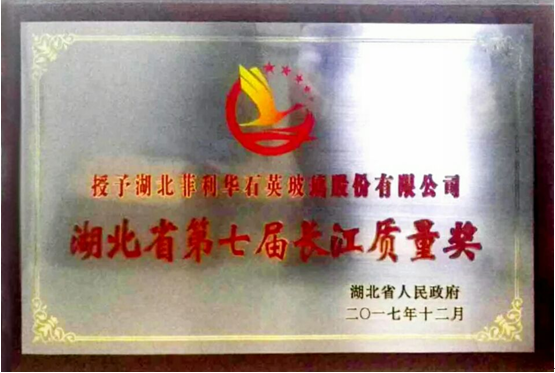 授予湖北菲利华石英玻璃股份有限公司
湖北省第七届长江质量奖
湖北省人民政府
二〇一七年十二月